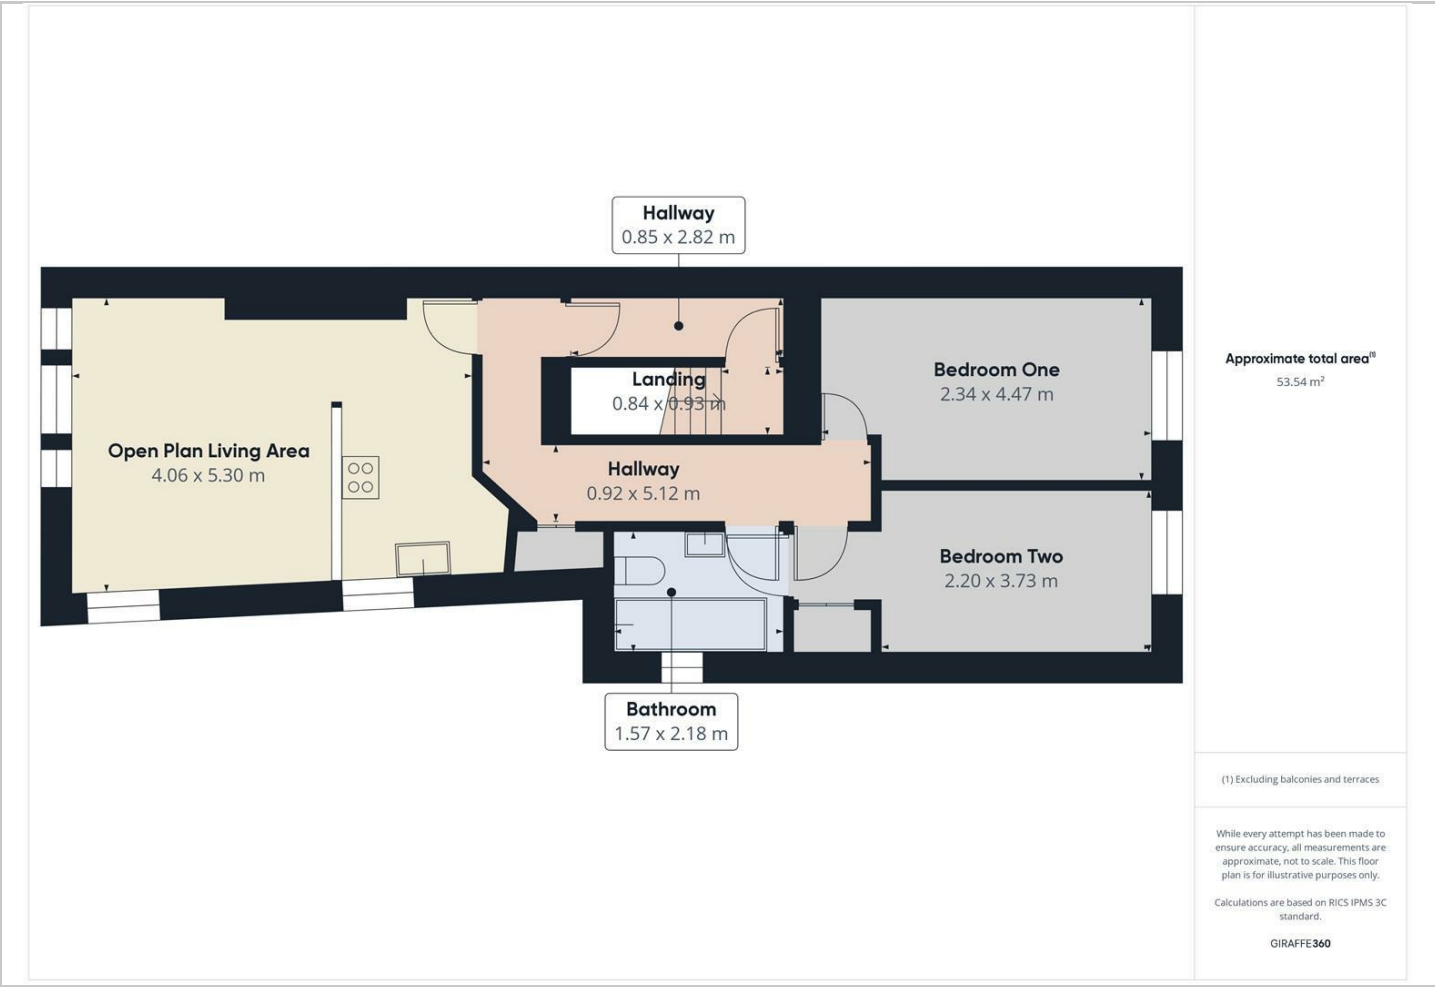 Hallway
0.85 x 2.82 m
Landing
0.84 x 0.93 m
Bedroom One
2.34 x 4.47 m
Open Plan Living Area
4.06 x 5.30 m
Hallway
0.92 x 5.12 m
Bedroom Two
2.20 x 3.73 m
Bathroom
1.57 x 2.18 m
Approximate total area⁽¹⁾
53.54 m²
(1) Excluding balconies and terraces
While every attempt has been made to
ensure accuracy, all measurements are
approximate, not to scale. This floor
plan is for illustrative purposes only.
Calculations are based on RICS IPMS 3C
standard.
GIRAFFE360